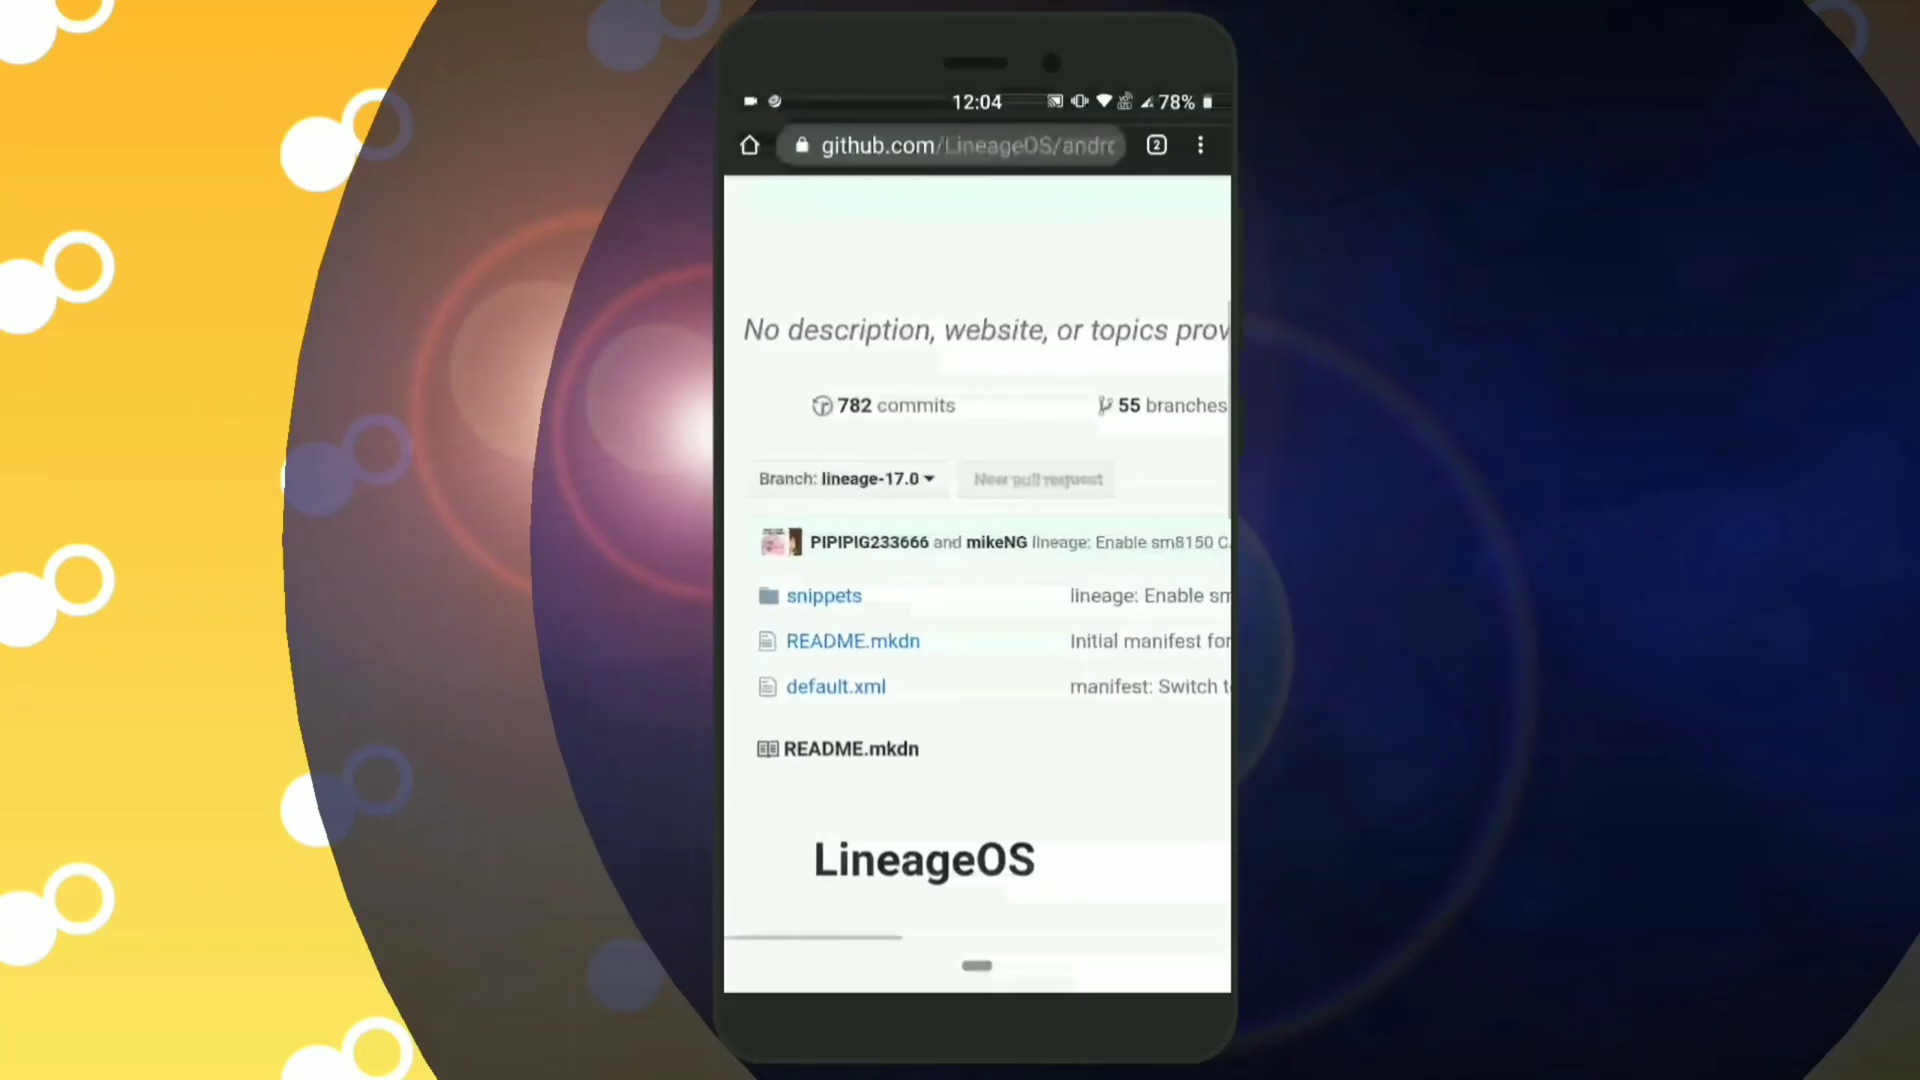 12:04
78%
github.com/LineageOS/andro
2
No description, website, or topics prov
782 commits
55 branches
Branch: lineage-17.0
New pull request
PIPIPIG233666 and mikeNG lineage: Enable sm8150 C
snippets
lineage: Enable sm
README.mkdn
Initial manifest for
default.xml
manifest: Switch t
README.mkdn
LineageOS